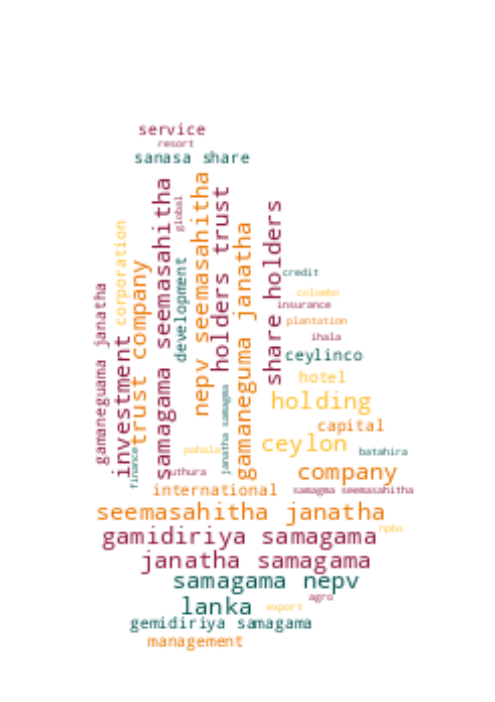 service
resort
sanasa share
samagama seemasahitha
global
nepv seemasahitha
holders trust
share holders
corporation
gamaneguma janatha
trust company
development
gamaneguama janatha
investment
credit
colombo
insurance
plantation
ihala
ceylinco
hotel
holding
janatha samagma
capital
ceylon
pahala
batahira
finance
uthura
company
international
samagma seemasahitha
seemasahitha janatha
npbs
gamidiriya samagama
janatha samagama
samagama nepv
agro
lanka
export
gemidiriya samagama
management